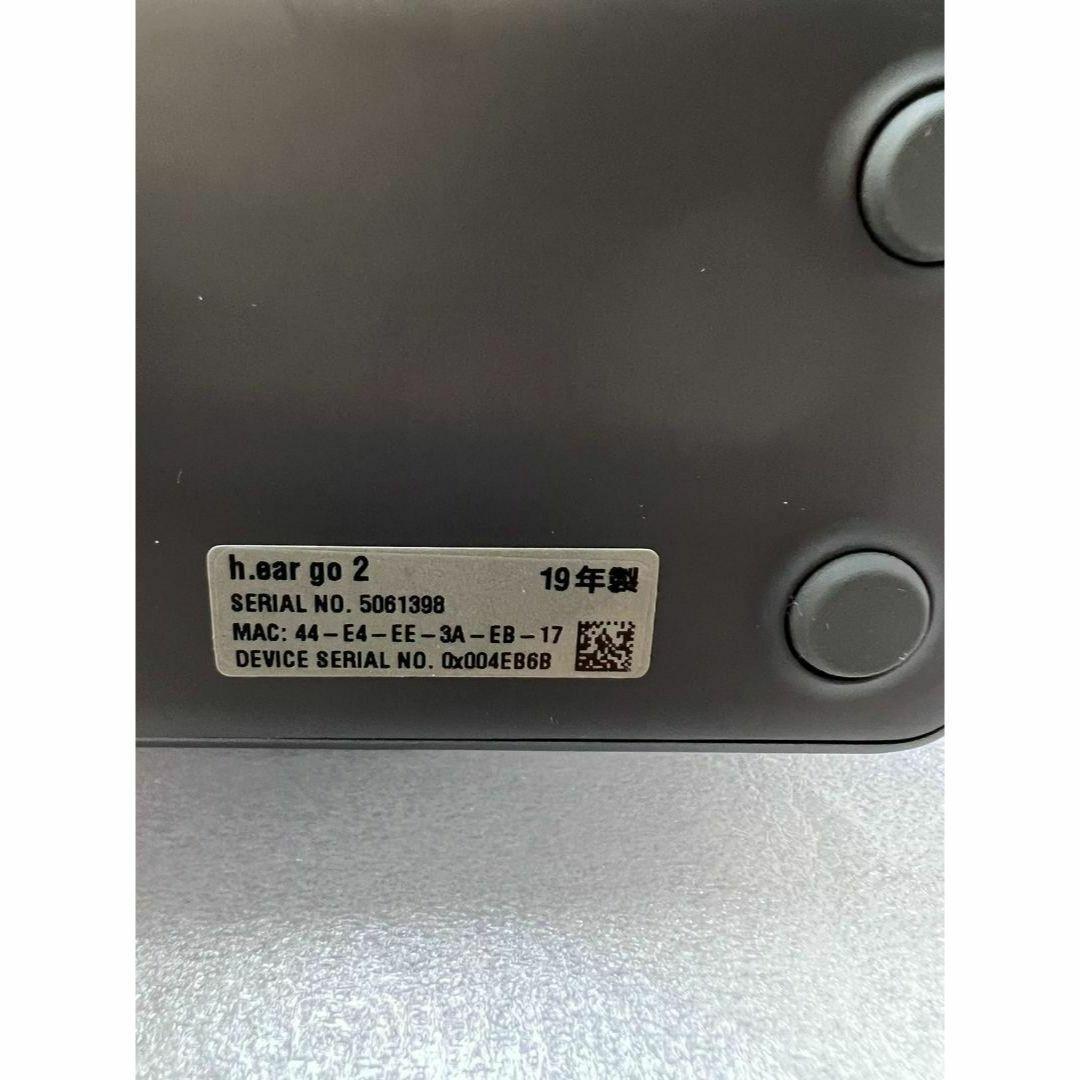 h.ear go 2 19年製
SERIAL NO. 5061398
MAC: 44-E4-EE-3A-EB-17
DEVICE SERIAL NO. 0x004EB6B